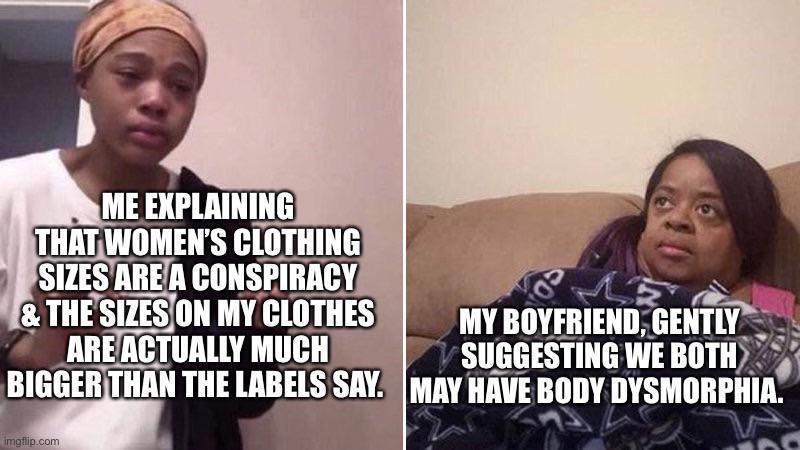 ME EXPLAINING
THAT WOMEN'S CLOTHING
SIZES ARE A CONSPIRACY
& THE SIZES ON MY CLOTHES
ARE ACTUALLY MUCH
BIGGER THAN THE LABELS SAY.
MY BOYFRIEND, GENTLY
SUGGESTING WE BOTH
MAY HAVE BODY DYSMORPHIA.
imgflip.com